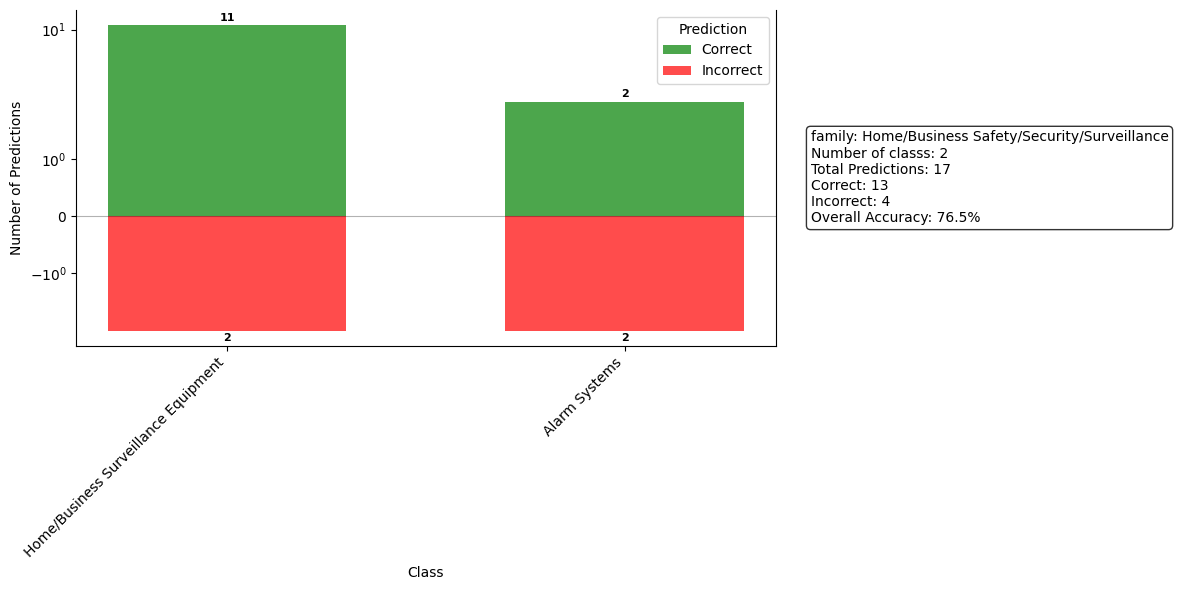 11
10¹
2
Prediction
Correct
Incorrect
Number of Predictions
10⁰
0
−10⁰
2
2
family: Home/Business Safety/Security/Surveillance
Number of classs: 2
Total Predictions: 17
Correct: 13
Incorrect: 4
Overall Accuracy: 76.5%
Home/Business Surveillance Equipment
Alarm Systems
Class